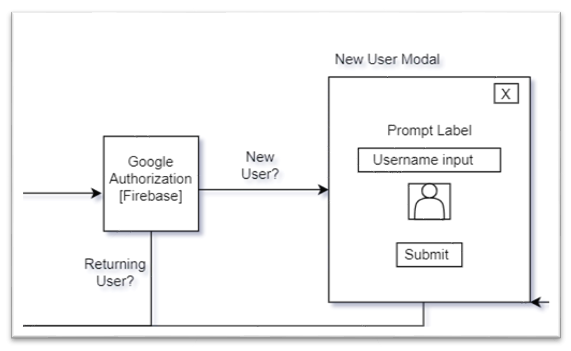 New User Modal
X
Prompt Label
Username input
Submit
Google
Authorization
[Firebase]
New
User?
Returning
User?